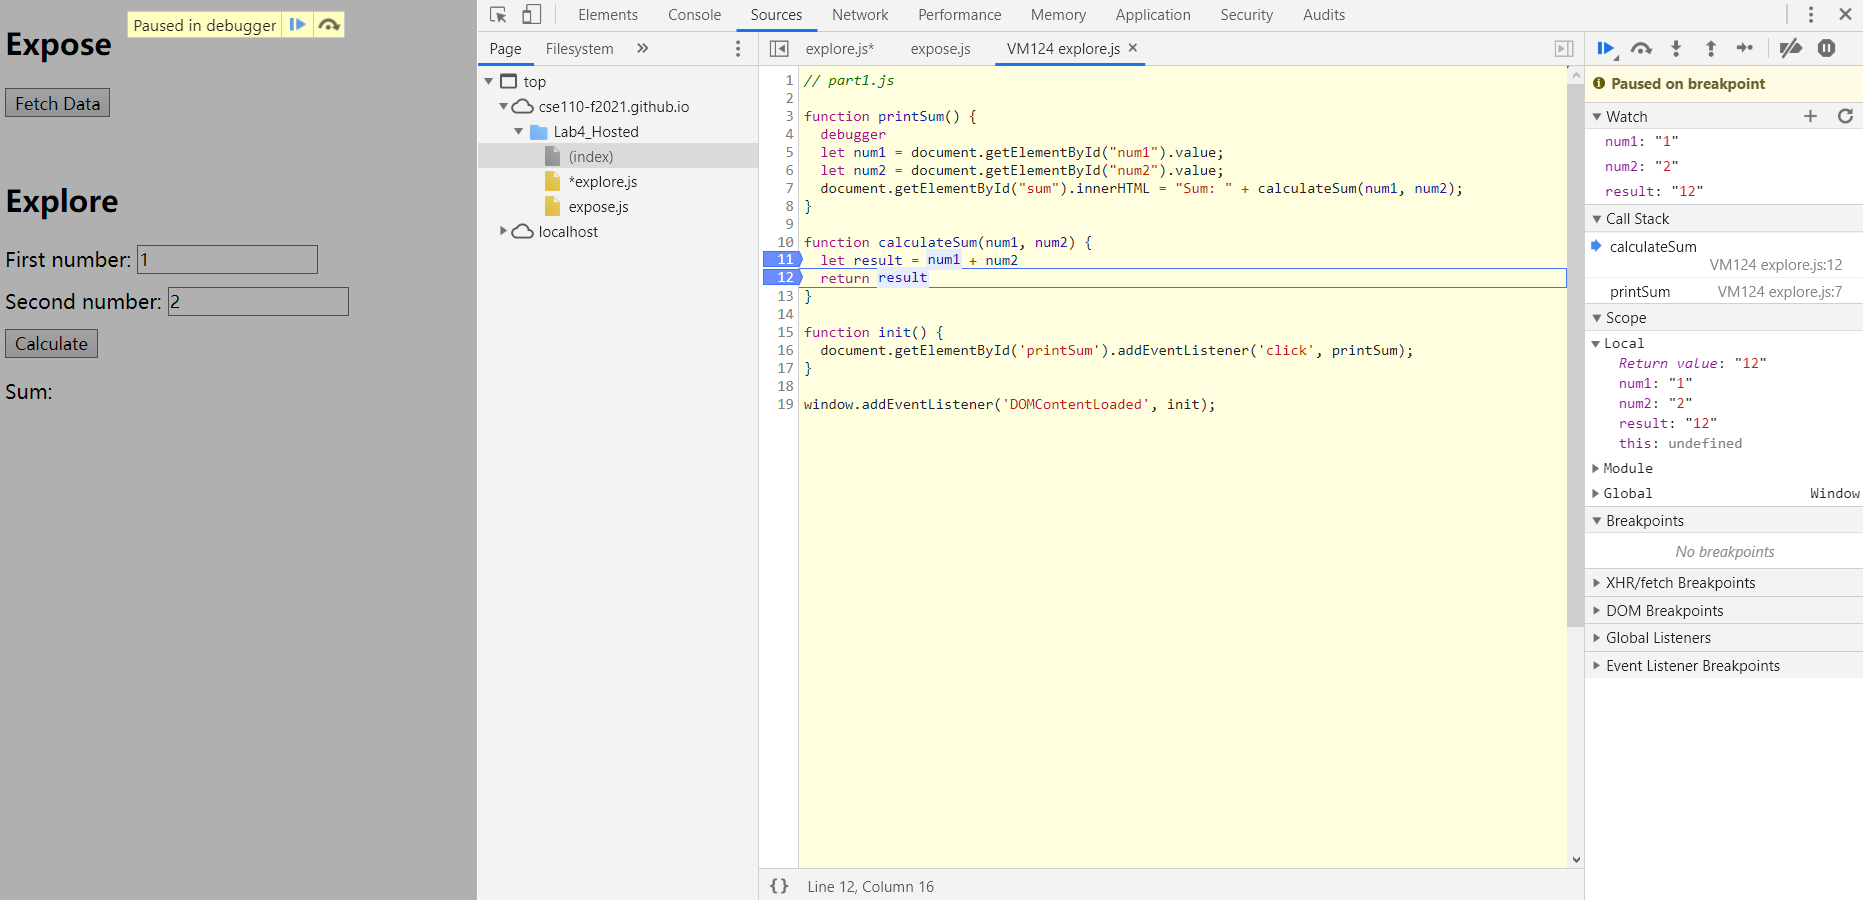 Paused in debugger
Expose
Fetch Data
Explore
First number: 1
Second number: 2
Calculate
Sum:
Elements Console Sources Network Performance Memory Application Security Audits
Page Filesystem »
top
cse110-f2021.github.io
Lab4_Hosted
(index)
*explore.js
expose.js
localhost
explore.js* expose.js VM124 explore.js ×
1 // part1.js
2
3 function printSum() {
4 debugger
5 let num1 = document.getElementById("num1").value;
6 let num2 = document.getElementById("num2").value;
7 document.getElementById("sum").innerHTML = "Sum: " + calculateSum(num1, num2);
8 }
9
10 function calculateSum(num1, num2) {
11 let result = num1 + num2
12 return result
13 }
14
15 function init() {
16 document.getElementById('printSum').addEventListener('click', printSum);
17 }
18
19 window.addEventListener('DOMContentLoaded', init);
{} Line 12, Column 16
Paused on breakpoint
Watch
num1: "1"
num2: "2"
result: "12"
Call Stack
calculateSum
VM124 explore.js:12
printSum VM124 explore.js:7
Scope
Local
Return value: "12"
num1: "1"
num2: "2"
result: "12"
this: undefined
Module
Global Window
Breakpoints
No breakpoints
XHR/fetch Breakpoints
DOM Breakpoints
Global Listeners
Event Listener Breakpoints